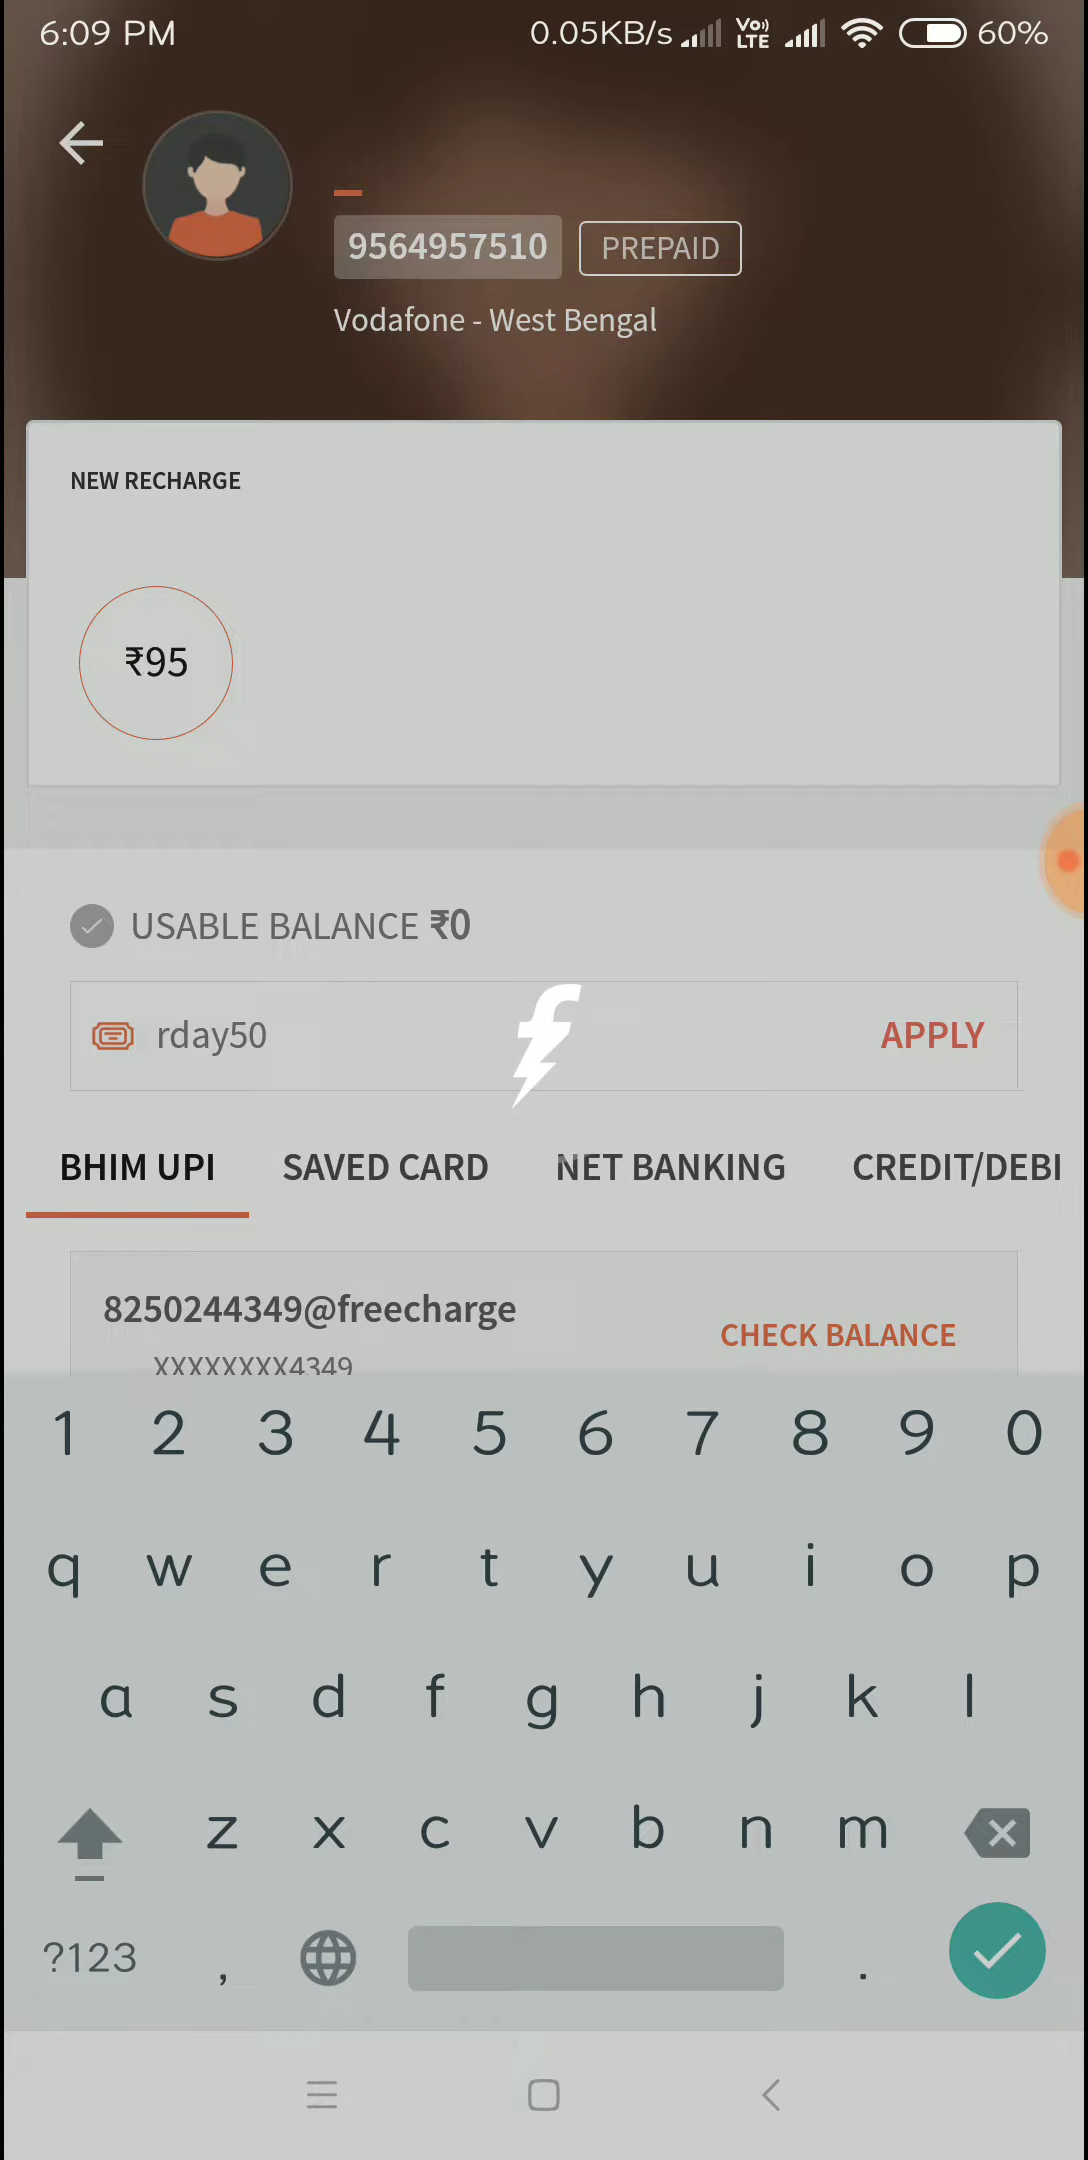 6:09 PM 0.05KB/s VoLTE 60%
9564957510 PREPAID
Vodafone - West Bengal
NEW RECHARGE
₹95
USABLE BALANCE ₹0
rday50 APPLY
BHIM UPI SAVED CARD NET BANKING CREDIT/DEBI
8250244349@freecharge
CHECK BALANCE
XXXXXXXX4349
1 2 3 4 5 6 7 8 9 0
q w e r t y u i o p
a s d f g h j k l
z x c v b n m
?123 , .